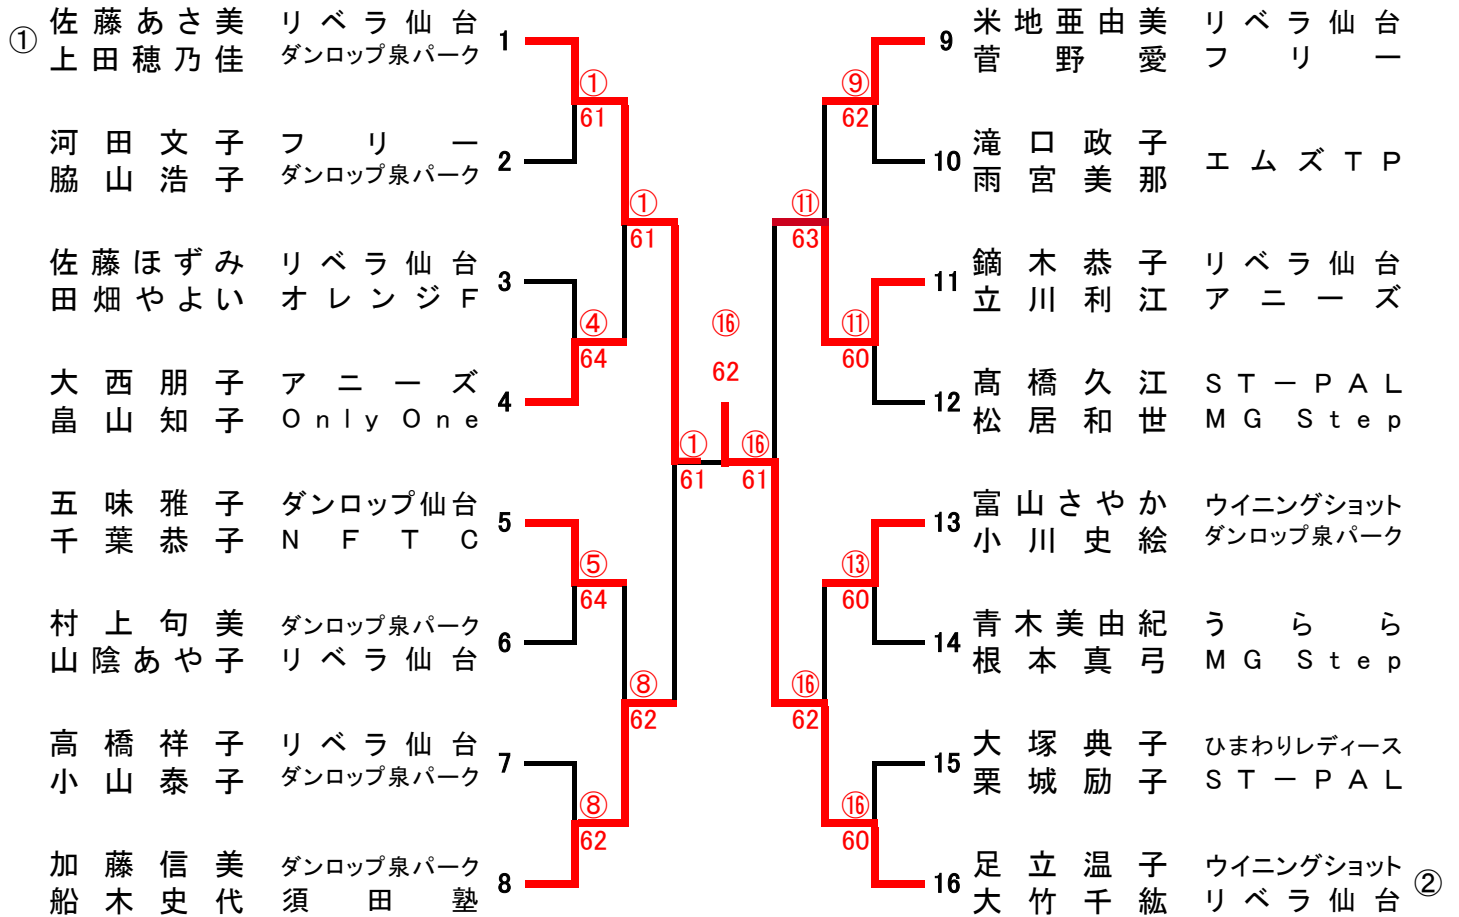 ① 佐藤あさ美 リベラ仙台 1
上田穂乃佳 ダンロップ泉パーク
河田文子 フリー 2
脇山浩子 ダンロップ泉パーク
佐藤ほずみ リベラ仙台 3
田畑やよい オレンジF
大西朋子 アニーズ 4
畠山知子 OnlyOne
五味雅子 ダンロップ仙台 5
千葉恭子 NFTC
村上句美 ダンロップ泉パーク 6
山陰あや子 リベラ仙台
高橋祥子 リベラ仙台 7
小山泰子 ダンロップ泉パーク
加藤信美 ダンロップ泉パーク 8
船木史代 須田塾
① 61
④ 64
⑤ 64
⑧ 62
① 61
⑧ 62
① 61
⑯ 62
⑯ 61
⑪ 63
⑯ 62
⑨ 62
⑪ 60
⑬ 60
⑯ 60
9 米地亜由美 リベラ仙台
菅野愛 フリー
10 滝口政子 エムズTP
雨宮美那
11 鏑木恭子 リベラ仙台
立川利江 アニーズ
12 髙橋久江 ST－PAL
松居和世 MG Step
13 富山さやか ウイニングショット
小川史絵 ダンロップ泉パーク
14 青木美由紀 うらら
根本真弓 MG Step
15 大塚典子 ひまわりレディース
栗城励子 ST－PAL
16 足立温子 ウイニングショット ②
大竹千紘 リベラ仙台